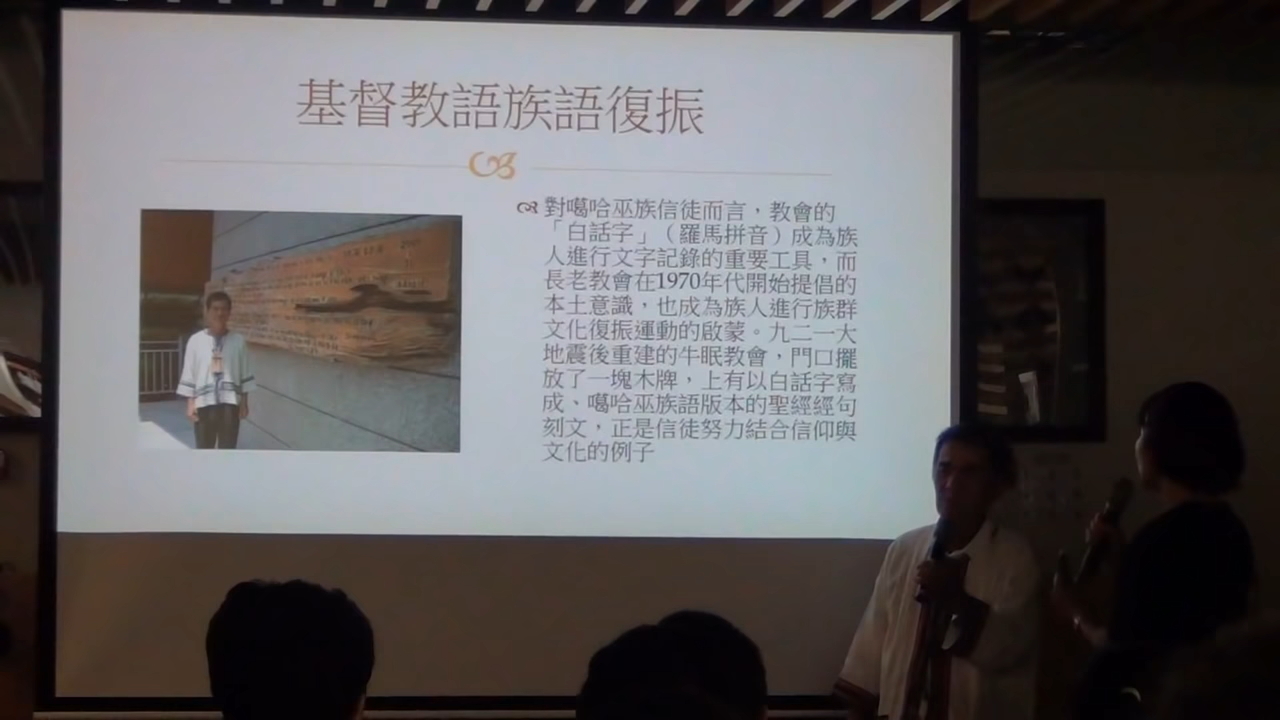 基督教語族語復振
對噶哈巫族信徒而言，教會的
「白話字」（羅馬拼音）成為族
人進行文字記錄的重要工具，而
長老教會在1970年代開始提倡的
本土意識，也成為族人進行族群
文化復振運動的啟蒙。九二一大
地震後重建的牛眠教會，門口擺
放了一塊木牌，上有以白話字寫
成、噶哈巫族語版本的聖經經句
刻文，正是信徒努力結合信仰與
文化的例子